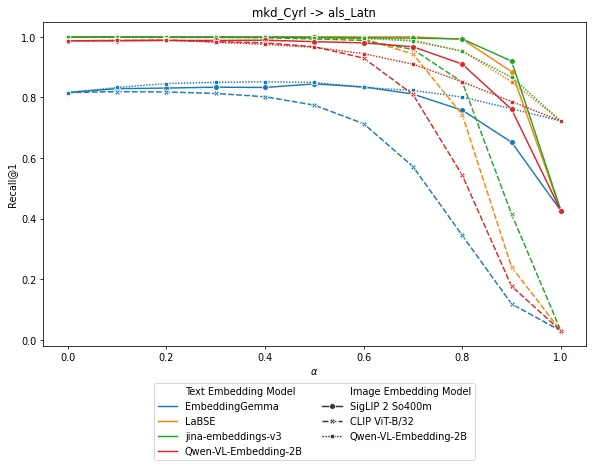 mkd_Cyrl -> als_Latn
Recall@1
1.0
0.8
0.6
0.4
0.2
0.0
0.0 0.2 0.4 0.6 0.8 1.0
α
Text Embedding Model
EmbeddingGemma
LaBSE
jina-embeddings-v3
Qwen-VL-Embedding-2B
Image Embedding Model
SigLIP 2 So400m
CLIP ViT-B/32
Qwen-VL-Embedding-2B